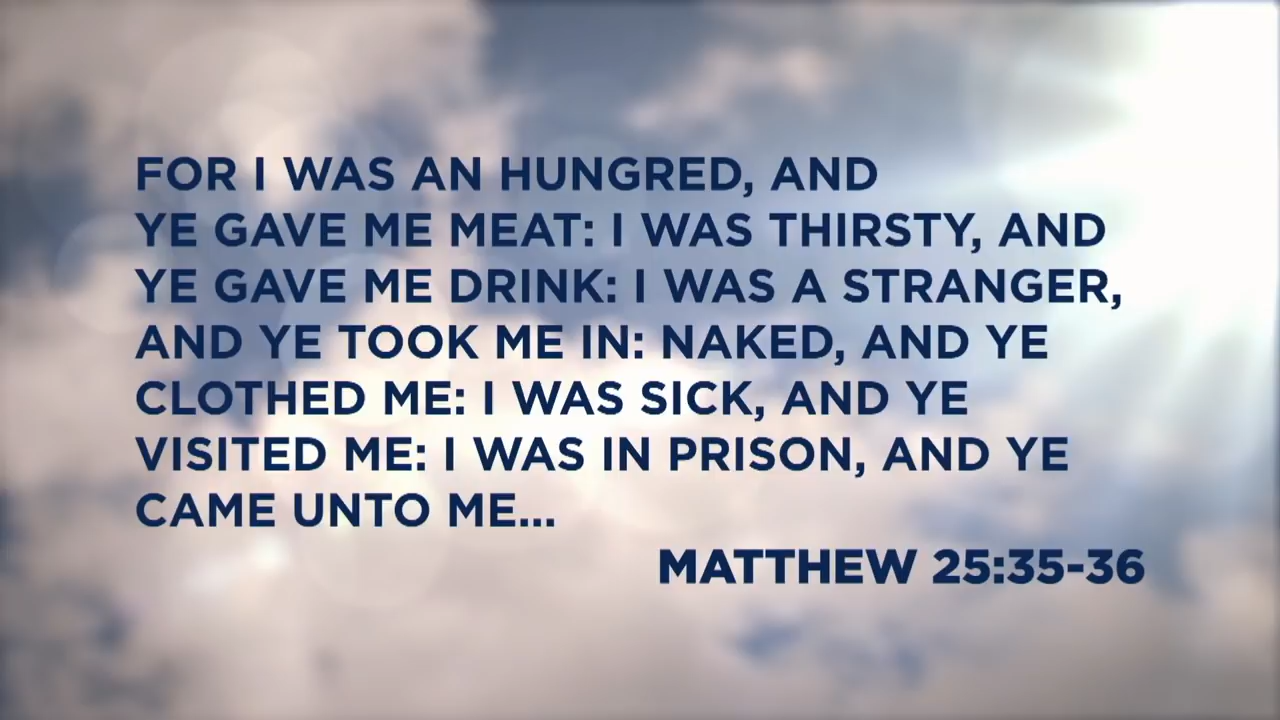 FOR I WAS AN HUNGRED, AND
YE GAVE ME MEAT: I WAS THIRSTY, AND
YE GAVE ME DRINK: I WAS A STRANGER,
AND YE TOOK ME IN: NAKED, AND YE
CLOTHED ME: I WAS SICK, AND YE
VISITED ME: I WAS IN PRISON, AND YE
CAME UNTO ME...
MATTHEW 25:35-36